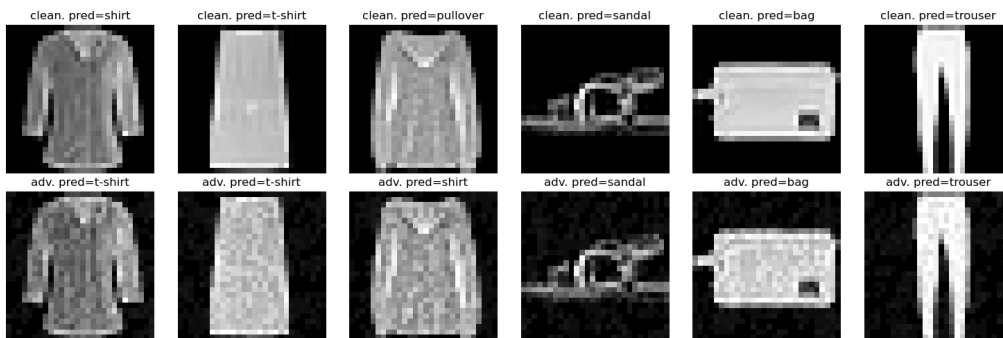 clean. pred=shirt
clean. pred=t-shirt
clean. pred=pullover
clean. pred=sandal
clean. pred=bag
clean. pred=trouser
adv. pred=t-shirt
adv. pred=t-shirt
adv. pred=shirt
adv. pred=sandal
adv. pred=bag
adv. pred=trouser